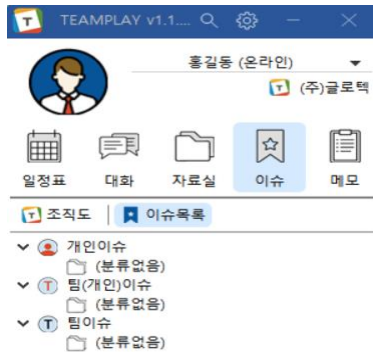 TEAMPLAY v1.1....
홍길동 (온라인)
T (주)글로텍
일정표 대화 자료실 이슈 메모
T 조직도 이슈목록
개인이슈
(분류없음)
T 팀(개인)이슈
(분류없음)
T 팀이슈
(분류없음)